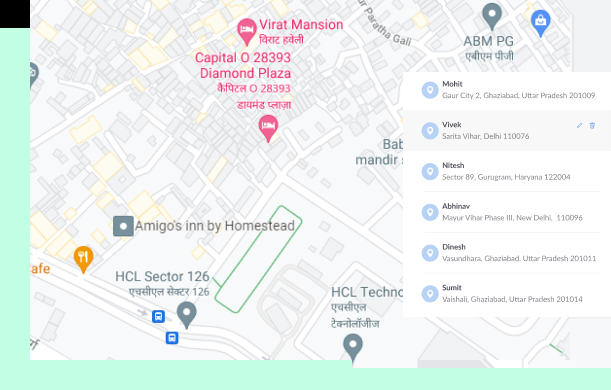 Virat Mansion
विराट हवेली
Capital O 28393
Diamond Plaza
कैपिटल O 28393
डायमंड प्लाज़ा
Paratha Gali
ABM PG
एबीएम पीजी
Bab
mandir
Amigo's inn by Homestead
afe
HCL Sector 126
एचसीएल सेक्टर 126
HCL Techno
एचसीएल
टेक्नोलॉजीज
Mohit
Gaur City 2, Ghaziabad, Uttar Pradesh 201009
Vivek
Sarita Vihar, Delhi 110076
Nitesh
Sector 89, Gurugram, Haryana 122004
Abhinav
Mayur Vihar Phase III, New Delhi, 110096
Dinesh
Vasundhara, Ghaziabad, Uttar Pradesh 201011
Sumit
Vaishali, Ghaziabad, Uttar Pradesh 201014